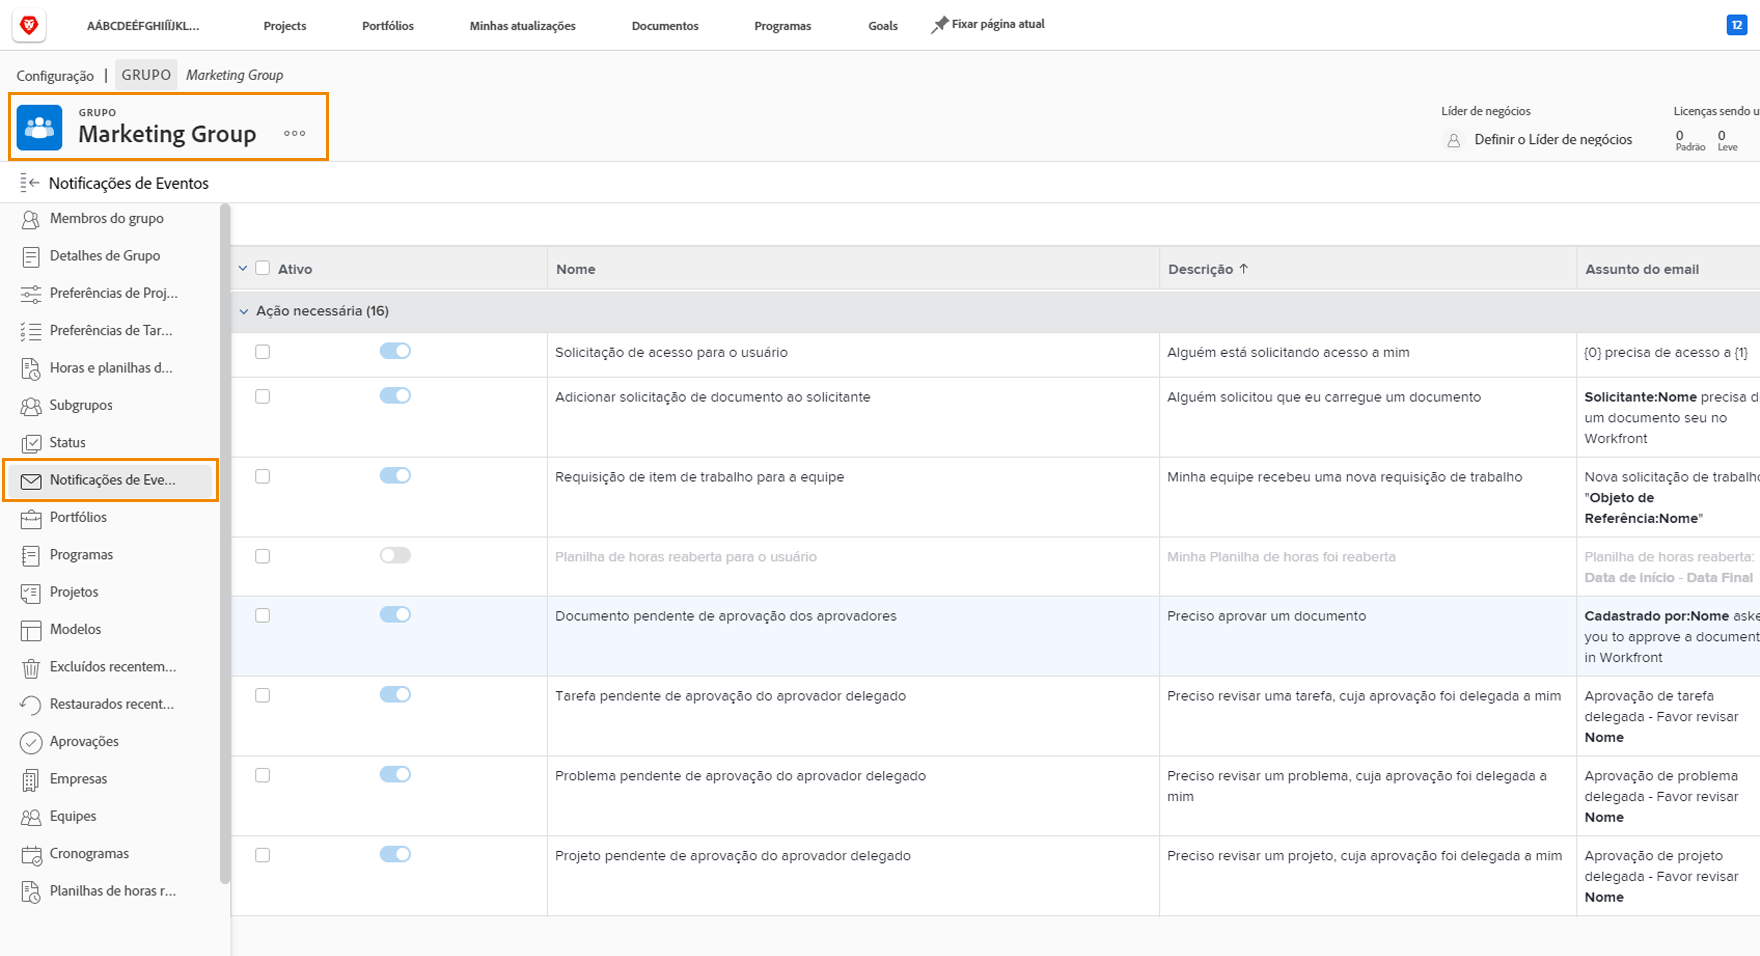 AÁBCDEÉFGHIÍÏJKL...
Projects
Portfólios
Minhas atualizações
Documentos
Programas
Goals
Fixar página atual
12
Configuração | GRUPO Marketing Group
GRUPO
Marketing Group
Líder de negócios
Definir o Líder de negócios
Licenças sendo u
0 0
Padrão Leve
Notificações de Eventos
Membros do grupo
Detalhes de Grupo
Preferências de Proj...
Preferências de Tar...
Horas e planilhas d...
Subgrupos
Status
Notificações de Eve...
Portfólios
Programas
Projetos
Modelos
Excluídos recentem...
Restaurados recent...
Aprovações
Empresas
Equipes
Cronogramas
Planilhas de horas r...
Ativo
Nome
Descrição ↑
Assunto do email
Ação necessária (16)
Solicitação de acesso para o usuário
Alguém está solicitando acesso a mim
{0} precisa de acesso a {1}
Adicionar solicitação de documento ao solicitante
Alguém solicitou que eu carregue um documento
Solicitante:Nome precisa d
um documento seu no
Workfront
Requisição de item de trabalho para a equipe
Minha equipe recebeu uma nova requisição de trabalho
Nova solicitação de trabalho
"Objeto de
Referência:Nome"
Planilha de horas reaberta para o usuário
Minha Planilha de horas foi reaberta
Planilha de horas reaberta:
Data de início - Data Final
Documento pendente de aprovação dos aprovadores
Preciso aprovar um documento
Cadastrado por:Nome aske
you to approve a document
in Workfront
Tarefa pendente de aprovação do aprovador delegado
Preciso revisar uma tarefa, cuja aprovação foi delegada a mim
Aprovação de tarefa
delegada - Favor revisar
Nome
Problema pendente de aprovação do aprovador delegado
Preciso revisar um problema, cuja aprovação foi delegada a
mim
Aprovação de problema
delegada - Favor revisar
Nome
Projeto pendente de aprovação do aprovador delegado
Preciso revisar um projeto, cuja aprovação foi delegada a mim
Aprovação de projeto
delegada - Favor revisar
Nome